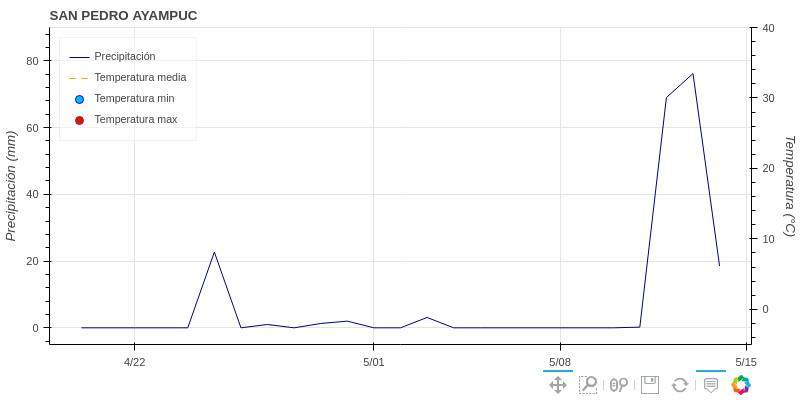 SAN PEDRO AYAMPUC
Precipitación
Temperatura media
Temperatura min
Temperatura max
Precipitación (mm)
80
60
40
20
0
40
30
20
10
0
Temperatura (°C)
4/22
5/01
5/08
5/15